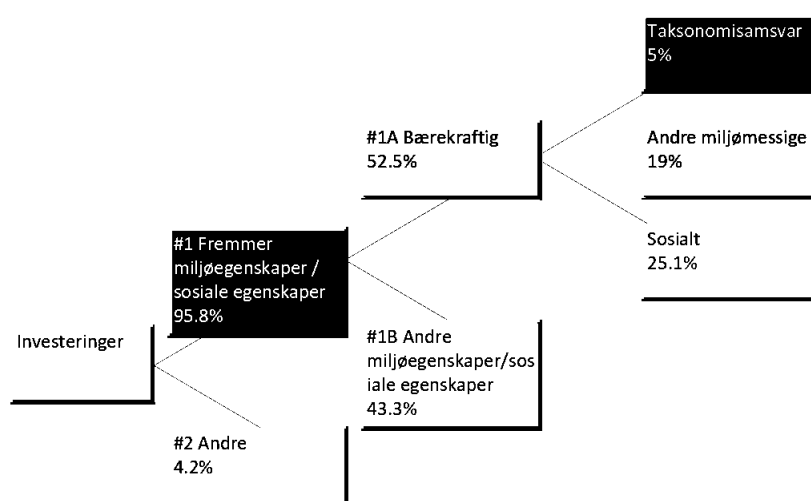 Taksonomisamsvar
5%
#1A Bærekraftig
52.5%
Andre miljømessige
19%
#1 Fremmer
miljøegenskaper /
sosiale egenskaper
95.8%
Sosialt
25.1%
Investeringer
#1B Andre
miljøegenskaper/sos
iale egenskaper
43.3%
#2 Andre
4.2%